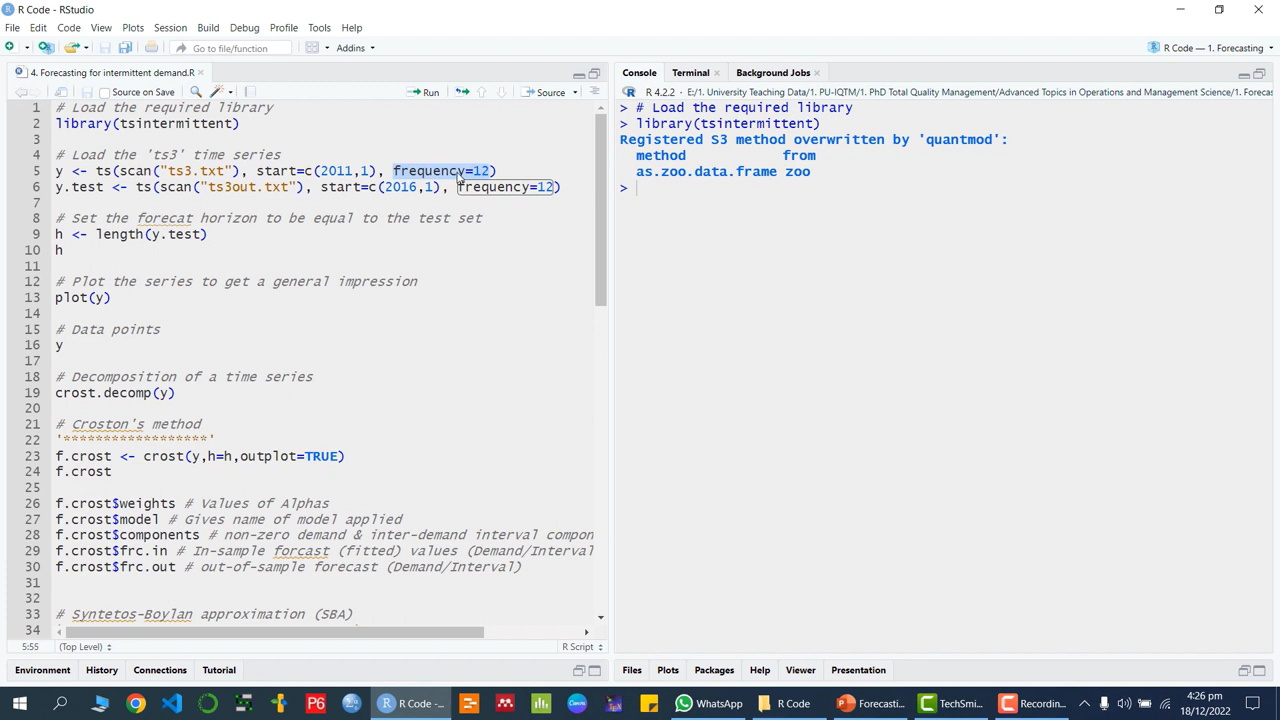 R Code - RStudio
File Edit Code View Plots Session Build Debug Profile Tools Help
Go to file/function Addins R Code — 1. Forecasting
4. Forecasting for intermittent demand.R
Source on Save Run Source
1 # Load the required library
2 library(tsintermittent)
3
4 # Load the 'ts3' time series
5 y <- ts(scan("ts3.txt"), start=c(2011,1), frequency=12)
6 y.test <- ts(scan("ts3out.txt"), start=c(2016,1), frequency=12)
7
8 # Set the forecat horizon to be equal to the test set
9 h <- length(y.test)
10 h
11
12 # Plot the series to get a general impression
13 plot(y)
14
15 # Data points
16 y
17
18 # Decomposition of a time series
19 crost.decomp(y)
20
21 # Croston's method
22 '******************'
23 f.crost <- crost(y,h=h,outplot=TRUE)
24 f.crost
25
26 f.crost$weights # Values of Alphas
27 f.crost$model # Gives name of model applied
28 f.crost$components # non-zero demand & inter-demand interval compon
29 f.crost$frc.in # In-sample forcast (fitted) values (Demand/Interval
30 f.crost$frc.out # out-of-sample forecast (Demand/Interval)
31
32
33 # Syntetos-Boylan approximation (SBA)
34
5:55 (Top Level) R Script
Environment History Connections Tutorial
Console Terminal Background Jobs
R 4.2.2 · E:/1. University Teaching Data/1. PU-IQTM/1. PhD Total Quality Management/Advanced Topics in Operations and Management Science/1. Forecas
> # Load the required library
> library(tsintermittent)
Registered S3 method overwritten by 'quantmod':
method from
as.zoo.data.frame zoo
>
Files Plots Packages Help Viewer Presentation
P6 R Code -... WhatsApp R Code Forecasti... TechSmi... Recordin... 4:26 pm
18/12/2022